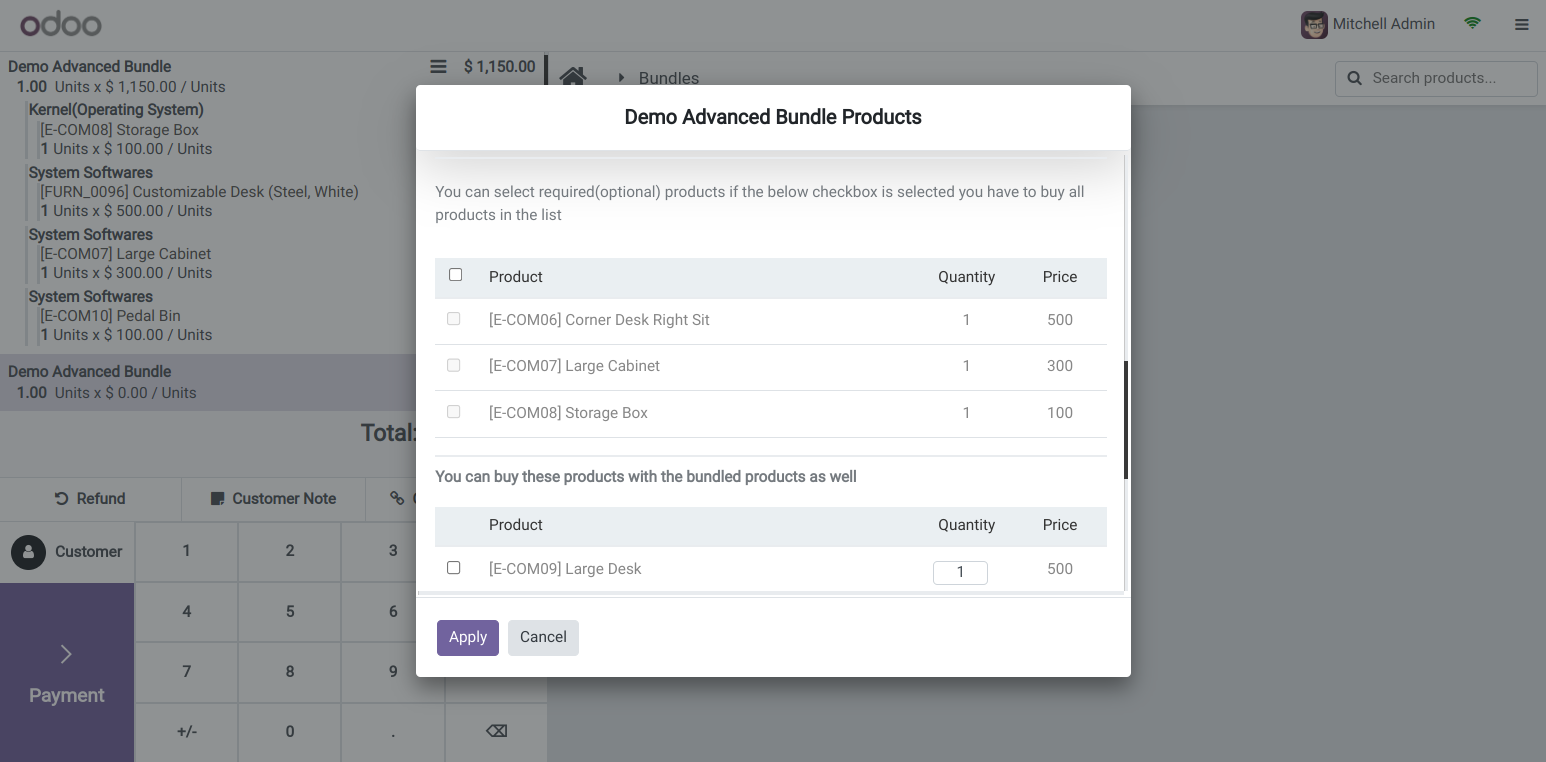 odoo
Mitchell Admin
Demo Advanced Bundle $ 1,150.00
1.00 Units x $ 1,150.00 / Units
Kernel(Operating System)
[E-COM08] Storage Box
1 Units x $ 100.00 / Units
System Softwares
[FURN_0096] Customizable Desk (Steel, White)
1 Units x $ 500.00 / Units
System Softwares
[E-COM07] Large Cabinet
1 Units x $ 300.00 / Units
System Softwares
[E-COM10] Pedal Bin
1 Units x $ 100.00 / Units
Demo Advanced Bundle
1.00 Units x $ 0.00 / Units
Total:
Refund Customer Note
Customer 1 2 3
4 5 6
7 8 9
Payment
+/- 0 .
Bundles
Search products...
Demo Advanced Bundle Products
You can select required(optional) products if the below checkbox is selected you have to buy all
products in the list
Product Quantity Price
[E-COM06] Corner Desk Right Sit 1 500
[E-COM07] Large Cabinet 1 300
[E-COM08] Storage Box 1 100
You can buy these products with the bundled products as well
Product Quantity Price
[E-COM09] Large Desk 1 500
Apply Cancel